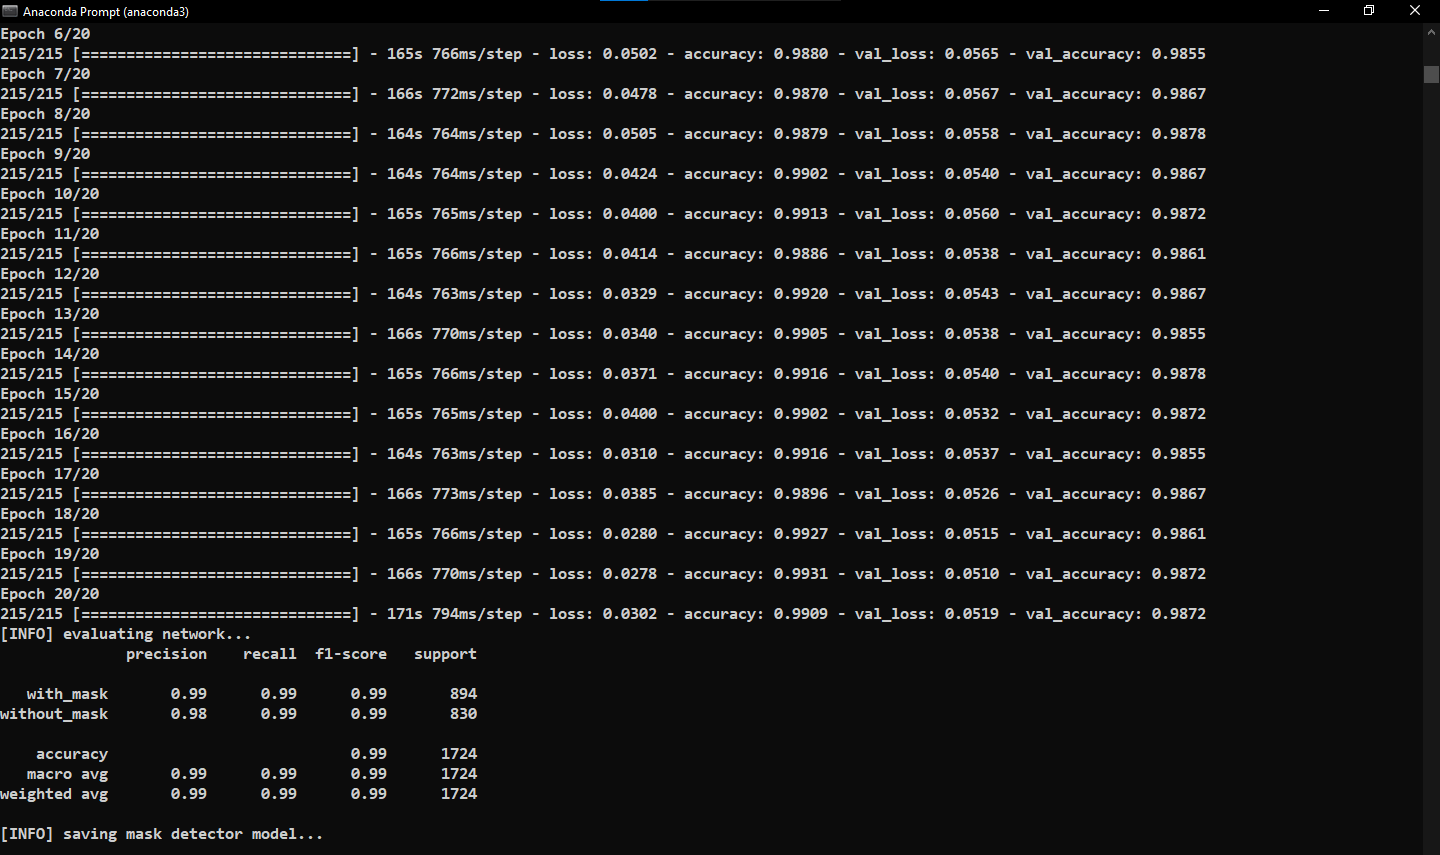 Anaconda Prompt (anaconda3)
Epoch 6/20
215/215 [==============================] - 165s 766ms/step - loss: 0.0502 - accuracy: 0.9880 - val_loss: 0.0565 - val_accuracy: 0.9855
Epoch 7/20
215/215 [==============================] - 166s 772ms/step - loss: 0.0478 - accuracy: 0.9870 - val_loss: 0.0567 - val_accuracy: 0.9867
Epoch 8/20
215/215 [==============================] - 164s 764ms/step - loss: 0.0505 - accuracy: 0.9879 - val_loss: 0.0558 - val_accuracy: 0.9878
Epoch 9/20
215/215 [==============================] - 164s 764ms/step - loss: 0.0424 - accuracy: 0.9902 - val_loss: 0.0540 - val_accuracy: 0.9867
Epoch 10/20
215/215 [==============================] - 165s 765ms/step - loss: 0.0400 - accuracy: 0.9913 - val_loss: 0.0560 - val_accuracy: 0.9872
Epoch 11/20
215/215 [==============================] - 165s 766ms/step - loss: 0.0414 - accuracy: 0.9886 - val_loss: 0.0538 - val_accuracy: 0.9861
Epoch 12/20
215/215 [==============================] - 164s 763ms/step - loss: 0.0329 - accuracy: 0.9920 - val_loss: 0.0543 - val_accuracy: 0.9867
Epoch 13/20
215/215 [==============================] - 166s 770ms/step - loss: 0.0340 - accuracy: 0.9905 - val_loss: 0.0538 - val_accuracy: 0.9855
Epoch 14/20
215/215 [==============================] - 165s 766ms/step - loss: 0.0371 - accuracy: 0.9916 - val_loss: 0.0540 - val_accuracy: 0.9878
Epoch 15/20
215/215 [==============================] - 165s 765ms/step - loss: 0.0400 - accuracy: 0.9902 - val_loss: 0.0532 - val_accuracy: 0.9872
Epoch 16/20
215/215 [==============================] - 164s 763ms/step - loss: 0.0310 - accuracy: 0.9916 - val_loss: 0.0537 - val_accuracy: 0.9855
Epoch 17/20
215/215 [==============================] - 166s 773ms/step - loss: 0.0385 - accuracy: 0.9896 - val_loss: 0.0526 - val_accuracy: 0.9867
Epoch 18/20
215/215 [==============================] - 165s 766ms/step - loss: 0.0280 - accuracy: 0.9927 - val_loss: 0.0515 - val_accuracy: 0.9861
Epoch 19/20
215/215 [==============================] - 166s 770ms/step - loss: 0.0278 - accuracy: 0.9931 - val_loss: 0.0510 - val_accuracy: 0.9872
Epoch 20/20
215/215 [==============================] - 171s 794ms/step - loss: 0.0302 - accuracy: 0.9909 - val_loss: 0.0519 - val_accuracy: 0.9872
[INFO] evaluating network...
              precision    recall  f1-score   support
   with_mask       0.99      0.99      0.99       894
without_mask       0.98      0.99      0.99       830
    accuracy                           0.99      1724
   macro avg       0.99      0.99      0.99      1724
weighted avg       0.99      0.99      0.99      1724
[INFO] saving mask detector model...